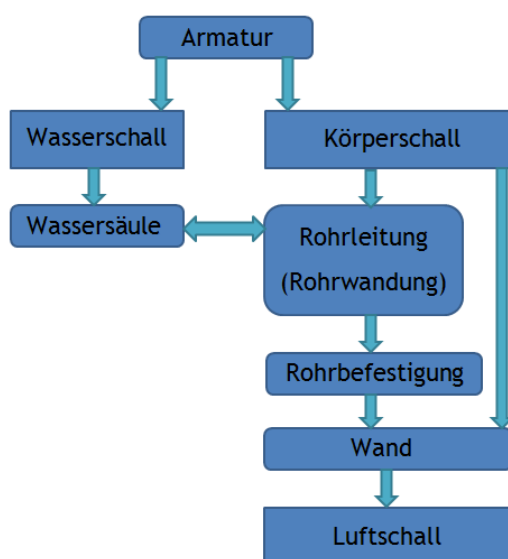 Armatur
Wasserschall
Körperschall
Wassersäule
Rohrleitung
(Rohrwandung)
Rohrbefestigung
Wand
Luftschall